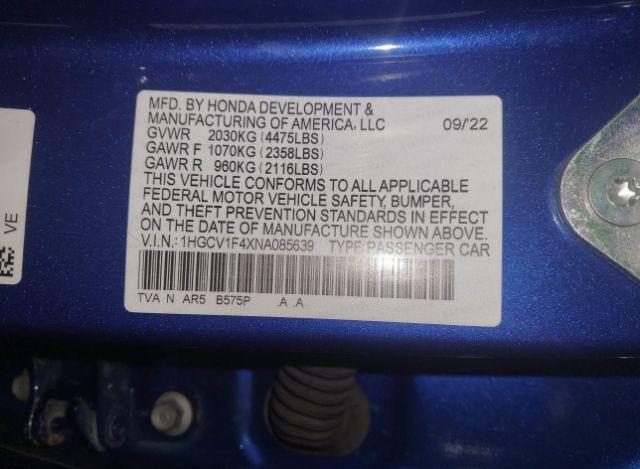 MFD. BY HONDA DEVELOPMENT &
MANUFACTURING OF AMERICA, LLC 09/'22
GVWR 2030KG (4475LBS)
GAWR F 1070KG (2358LBS)
GAWR R 960KG (2116LBS)
THIS VEHICLE CONFORMS TO ALL APPLICABLE
FEDERAL MOTOR VEHICLE SAFETY, BUMPER,
AND THEFT PREVENTION STANDARDS IN EFFECT
ON THE DATE OF MANUFACTURE SHOWN ABOVE.
V.I.N.: 1HGCV1F4XNA085639 TYPE PASSENGER CAR
TVA N AR5 B575P .A .A
VE